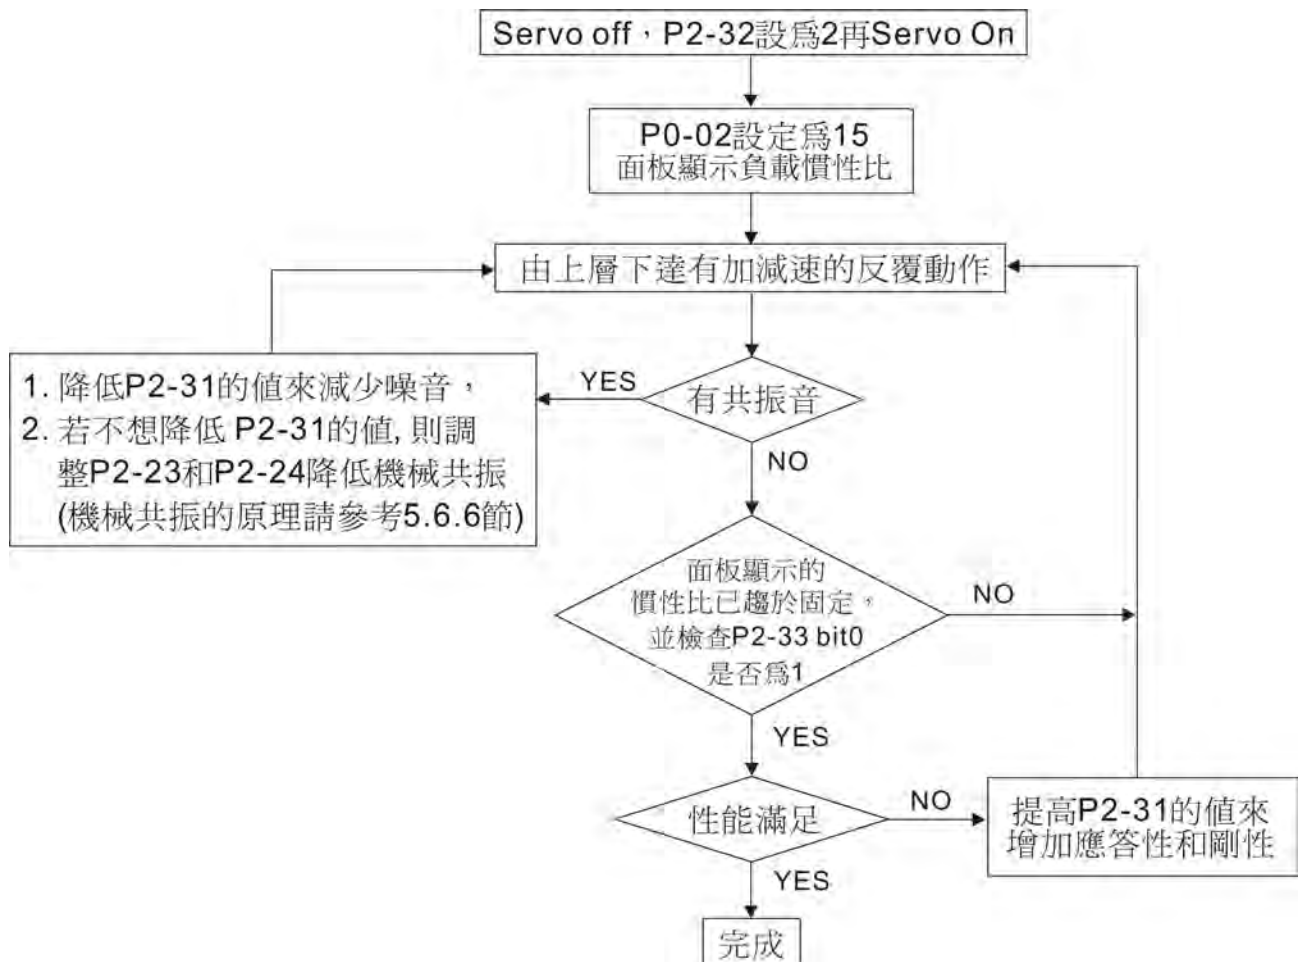 Servo off，P2-32設爲2再Servo On
P0-02設定爲15
面板顯示負載慣性比
由上層下達有加減速的反覆動作
有共振音
YES
1. 降低P2-31的值來減少噪音，
2. 若不想降低 P2-31的值, 則調
整P2-23和P2-24降低機械共振
(機械共振的原理請參考5.6.6節)
NO
面板顯示的
慣性比已趨於固定，
並檢查P2-33 bit0
是否爲1
NO
YES
性能滿足
NO
提高P2-31的值來
增加應答性和剛性
YES
完成